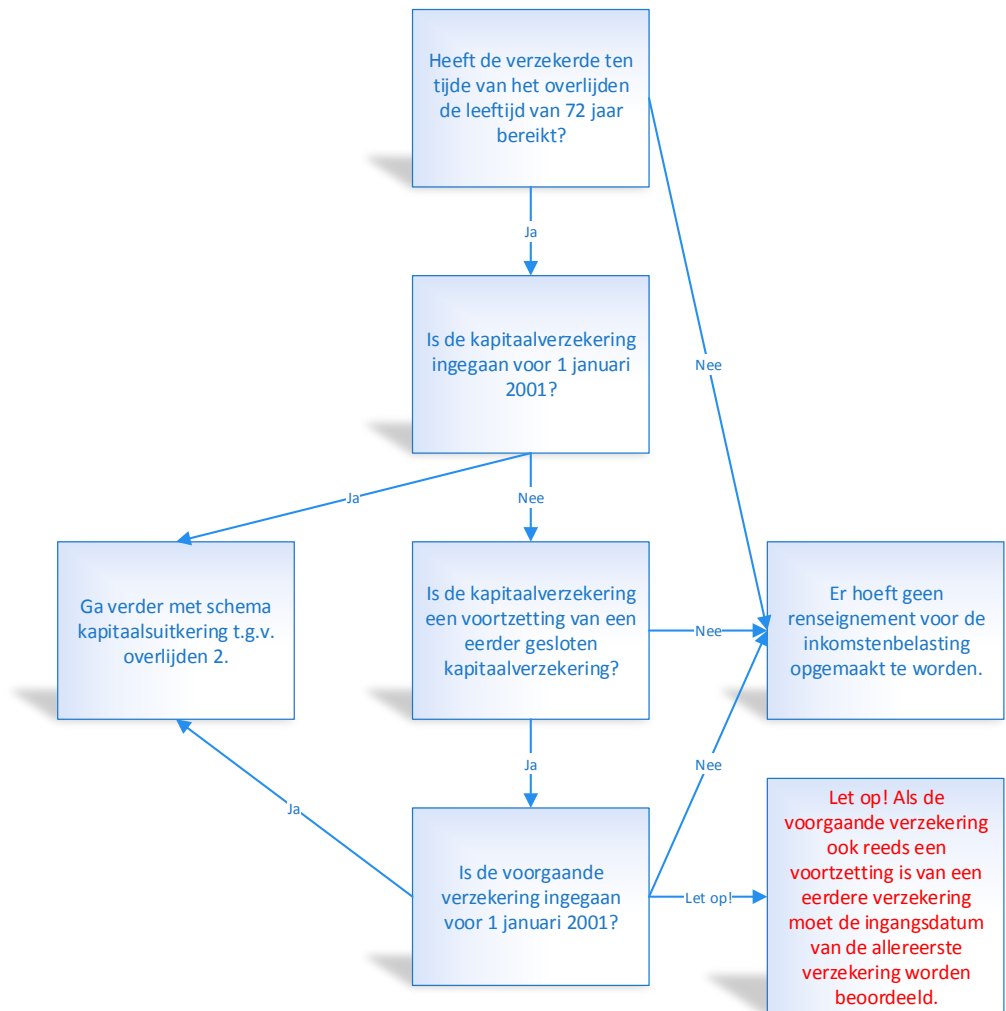 Heeft de verzekerde ten
tijde van het overlijden
de leeftijd van 72 jaar
bereikt?
Ja
Nee
Is de kapitaalverzekering
ingegaan voor 1 januari
2001?
Ja
Nee
Ga verder met schema
kapitaalsuitkering t.g.v.
overlijden 2.
Is de kapitaalverzekering
een voortzetting van een
eerder gesloten
kapitaalverzekering?
Nee
Er hoeft geen
renseignement voor de
inkomstenbelasting
opgemaakt te worden.
Ja
Nee
Ja
Is de voorgaande
verzekering ingegaan
voor 1 januari 2001?
Let op!
Let op! Als de
voorgaande verzekering
ook reeds een
voortzetting is van een
eerdere verzekering
moet de ingangsdatum
van de allereerste
verzekering worden
beoordeeld.